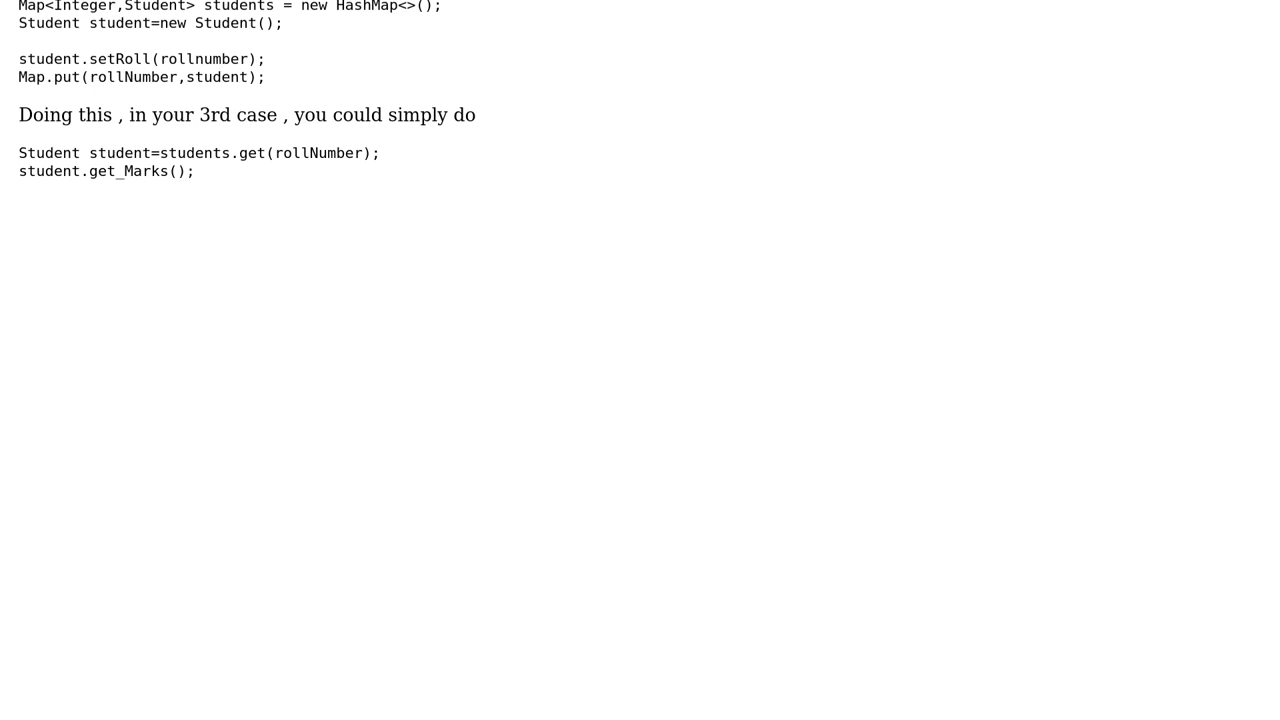 Map<Integer,Student> students = new HashMap<>();
Student student=new Student();
student.setRoll(rollnumber);
Map.put(rollNumber,student);
Doing this , in your 3rd case , you could simply do
Student student=students.get(rollNumber);
student.get_Marks();